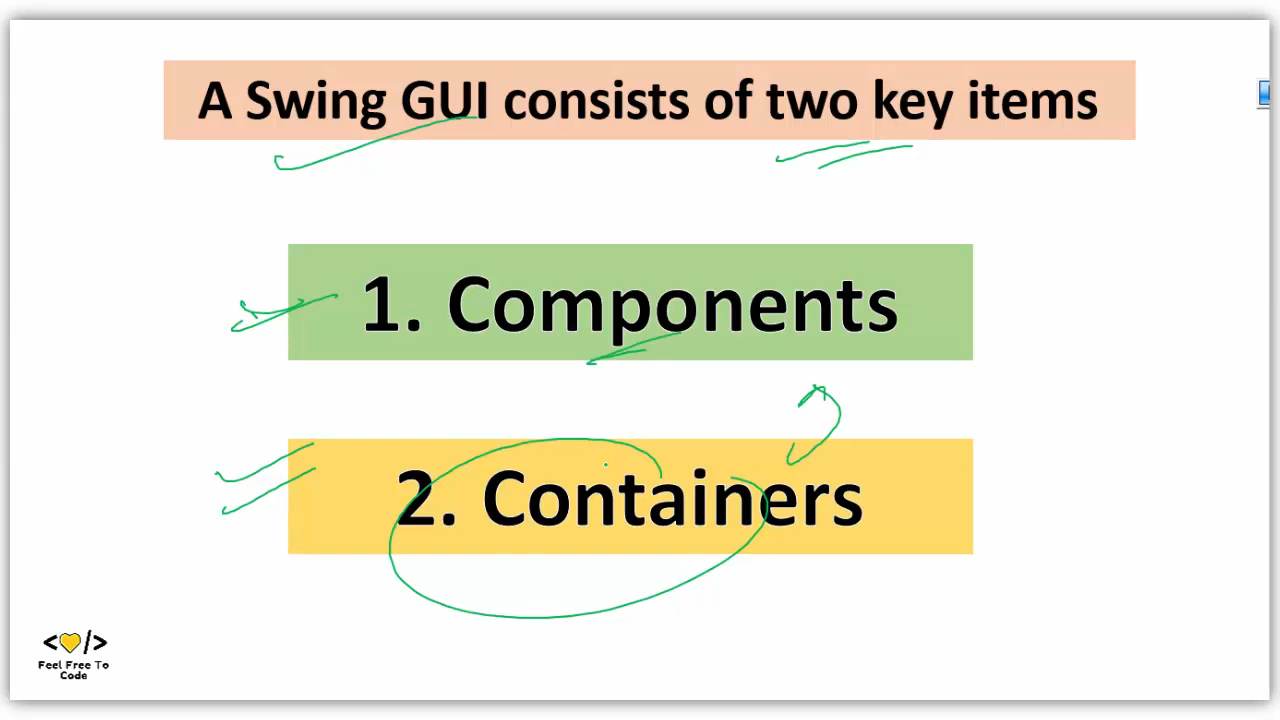 A Swing GUI consists of two key items
1. Components
2. Containers
</>
Feel Free To
Code